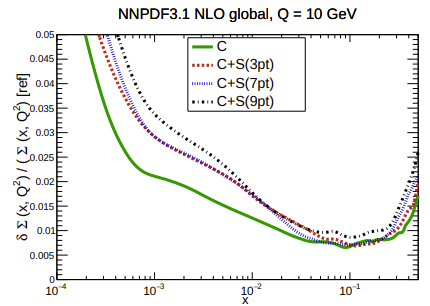 NNPDF3.1 NLO global, Q = 10 GeV
δ Σ (x, Q²) / ( Σ (x, Q²) [ref]
0.05
0.045
0.04
0.035
0.03
0.025
0.02
0.015
0.01
0.005
0
C
C+S(3pt)
C+S(7pt)
C+S(9pt)
10⁻⁴ 10⁻³ 10⁻² 10⁻¹
x